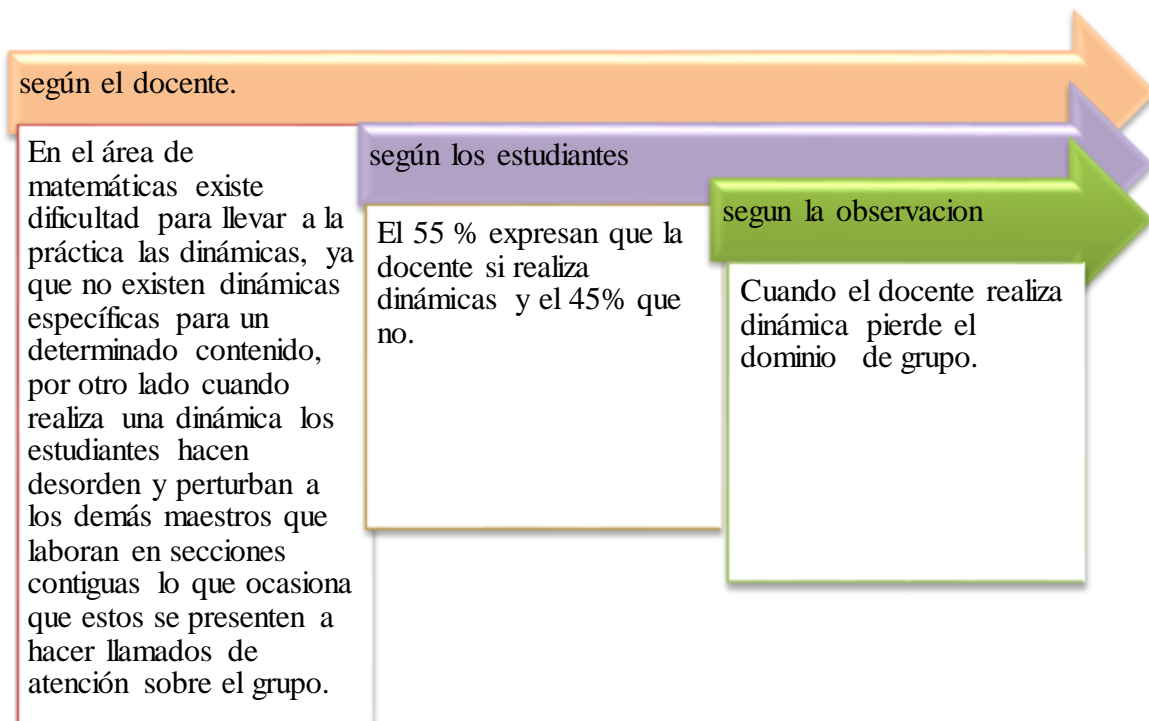 según el docente.
En el área de
matemáticas existe
dificultad para llevar a la
práctica las dinámicas, ya
que no existen dinámicas
específicas para un
determinado contenido,
por otro lado cuando
realiza una dinámica los
estudiantes hacen
desorden y perturban a
los demás maestros que
laboran en secciones
contiguas lo que ocasiona
que estos se presenten a
hacer llamados de
atención sobre el grupo.
según los estudiantes
El 55 % expresan que la
docente si realiza
dinámicas y el 45% que
no.
segun la observacion
Cuando el docente realiza
dinámica pierde el
dominio de grupo.